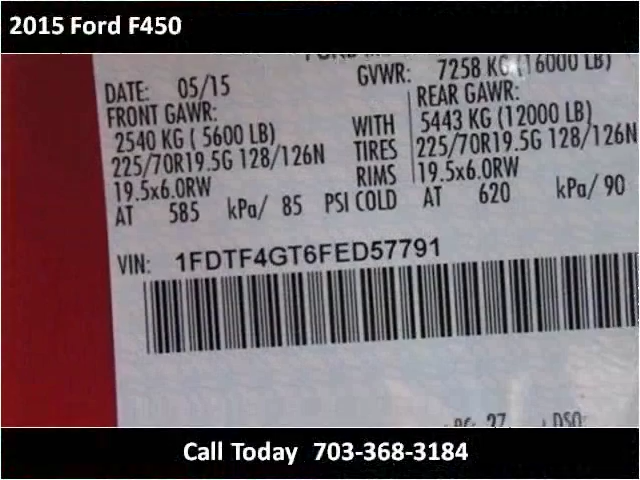 2015 Ford F450
GVWR: 7258 KG (16000 LB)
DATE: 05/15
FRONT GAWR: REAR GAWR:
2540 KG ( 5600 LB) WITH 5443 KG (12000 LB)
225/70R19.5G 128/126N TIRES 225/70R19.5G 128/126N
19.5x6.0RW RIMS 19.5x6.0RW
AT 585 kPa/ 85 PSI COLD AT 620 kPa/ 90
VIN: 1FDTF4GT6FED57791
27 DSO:
Call Today 703-368-3184